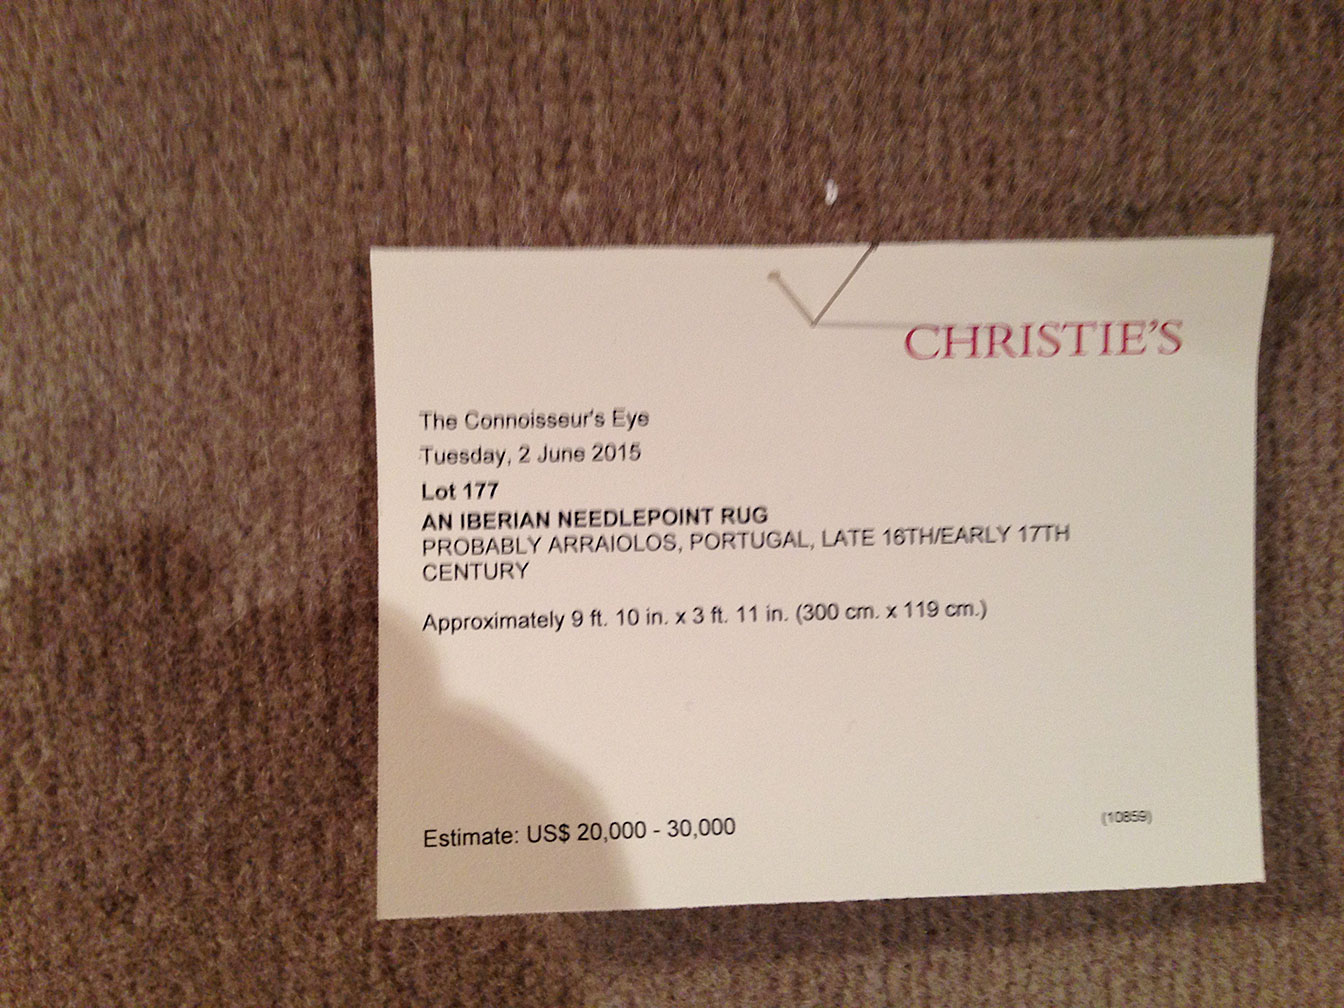 CHRISTIE'S
The Connoisseur's Eye
Tuesday, 2 June 2015
Lot 177
AN IBERIAN NEEDLEPOINT RUG
PROBABLY ARRAIOLOS, PORTUGAL, LATE 16TH/EARLY 17TH
CENTURY
Approximately 9 ft. 10 in. x 3 ft. 11 in. (300 cm. x 119 cm.)
Estimate: US$ 20,000 - 30,000
(10859)